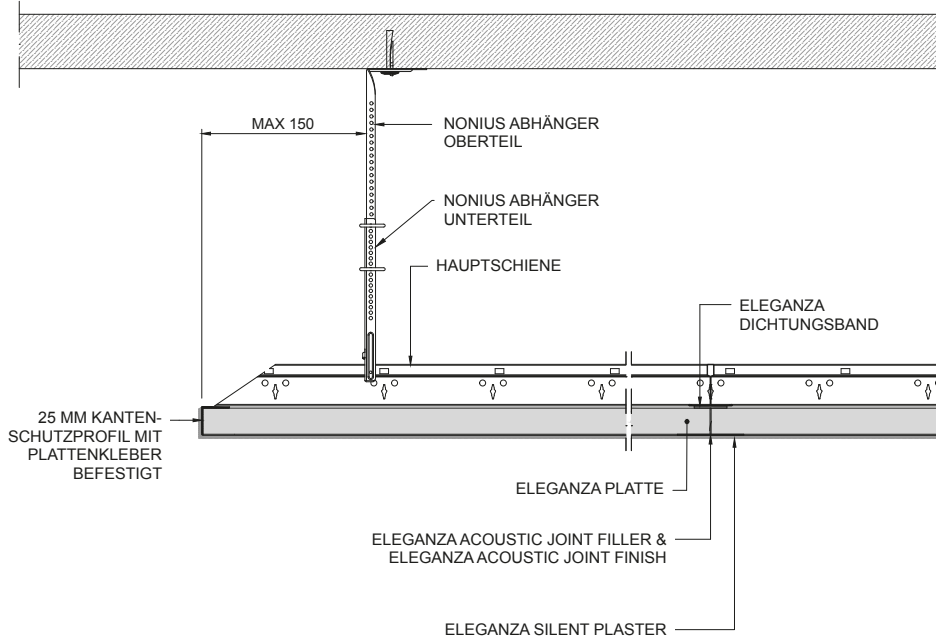 MAX 150
NONIUS ABHÄNGER
OBERTEIL
NONIUS ABHÄNGER
UNTERTEIL
HAUPTSCHIENE
ELEGANZA
DICHTUNGSBAND
25 MM KANTEN-
SCHUTZPROFIL MIT
PLATTENKLEBER
BEFESTIGT
ELEGANZA PLATTE
ELEGANZA ACOUSTIC JOINT FILLER &
ELEGANZA ACOUSTIC JOINT FINISH
ELEGANZA SILENT PLASTER